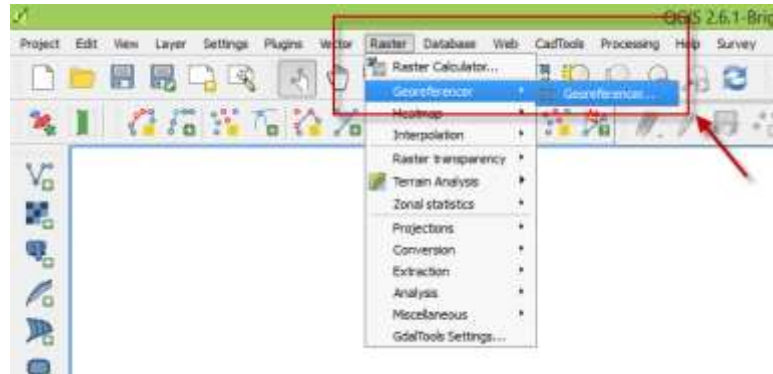 QGIS 2.6.1-Brig
Project Edit View Layer Settings Plugins Vector Raster Database Web CadTools Processing Help Survey
Raster Calculator...
Georeferencer Georeferencer...
Heatmap
Interpolation
Raster transparency
Terrain Analysis
Zonal statistics
Projections
Conversion
Extraction
Analysis
Miscellaneous
GdalTools Settings...